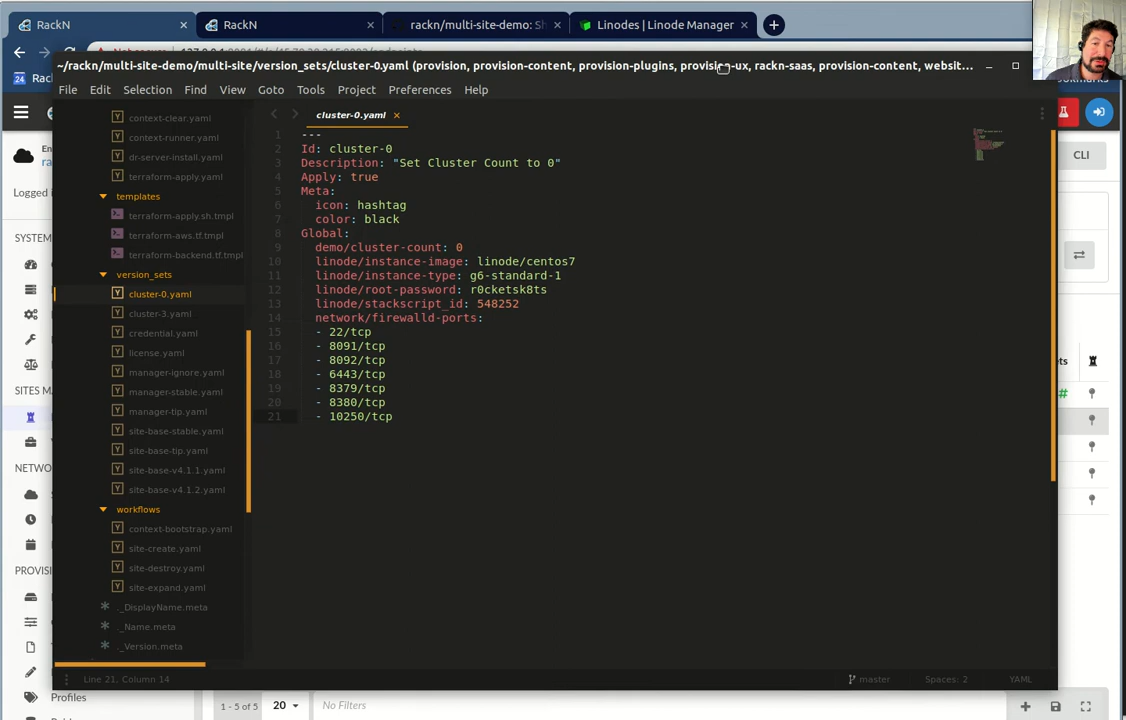 RackN
RackN
rackn/multi-site-demo: Sh
Linodes | Linode Manager
24
Rack
okmarks
~/rackn/multi-site-demo/multi-site/version_sets/cluster-0.yaml (provision, provision-content, provision-plugins, provision-ux, rackn-saas, provision-content, websit...
File Edit Selection Find View Goto Tools Project Preferences Help
context-clear.yaml
context-runner.yaml
dr-server-install.yaml
terraform-apply.yaml
templates
terraform-apply.sh.tmpl
terraform-aws.tf.tmpl
terraform-backend.tf.tmpl
version_sets
cluster-0.yaml
cluster-3.yaml
credential.yaml
license.yaml
manager-ignore.yaml
manager-stable.yaml
manager-tip.yaml
site-base-stable.yaml
site-base-tip.yaml
site-base-v4.1.1.yaml
site-base-v4.1.2.yaml
workflows
context-bootstrap.yaml
site-create.yaml
site-destroy.yaml
site-expand.yaml
._DisplayName.meta
._Name.meta
._Version.meta
cluster-0.yaml
1 ---
2 Id: cluster-0
3 Description: "Set Cluster Count to 0"
4 Apply: true
5 Meta:
6 icon: hashtag
7 color: black
8 Global:
9 demo/cluster-count: 0
10 linode/instance-image: linode/centos7
11 linode/instance-type: g6-standard-1
12 linode/root-password: r0cketsk8ts
13 linode/stackscript_id: 548252
14 network/firewalld-ports:
15 - 22/tcp
16 - 8091/tcp
17 - 8092/tcp
18 - 6443/tcp
19 - 8379/tcp
20 - 8380/tcp
21 - 10250/tcp
Line 21, Column 14
master
Spaces: 2
YAML
En
ra
Logged i
SYSTEM
SITES MA
NETWO
PROVISIO
Profiles
CLI
ts
#
1 - 5 of 5
20
No Filters